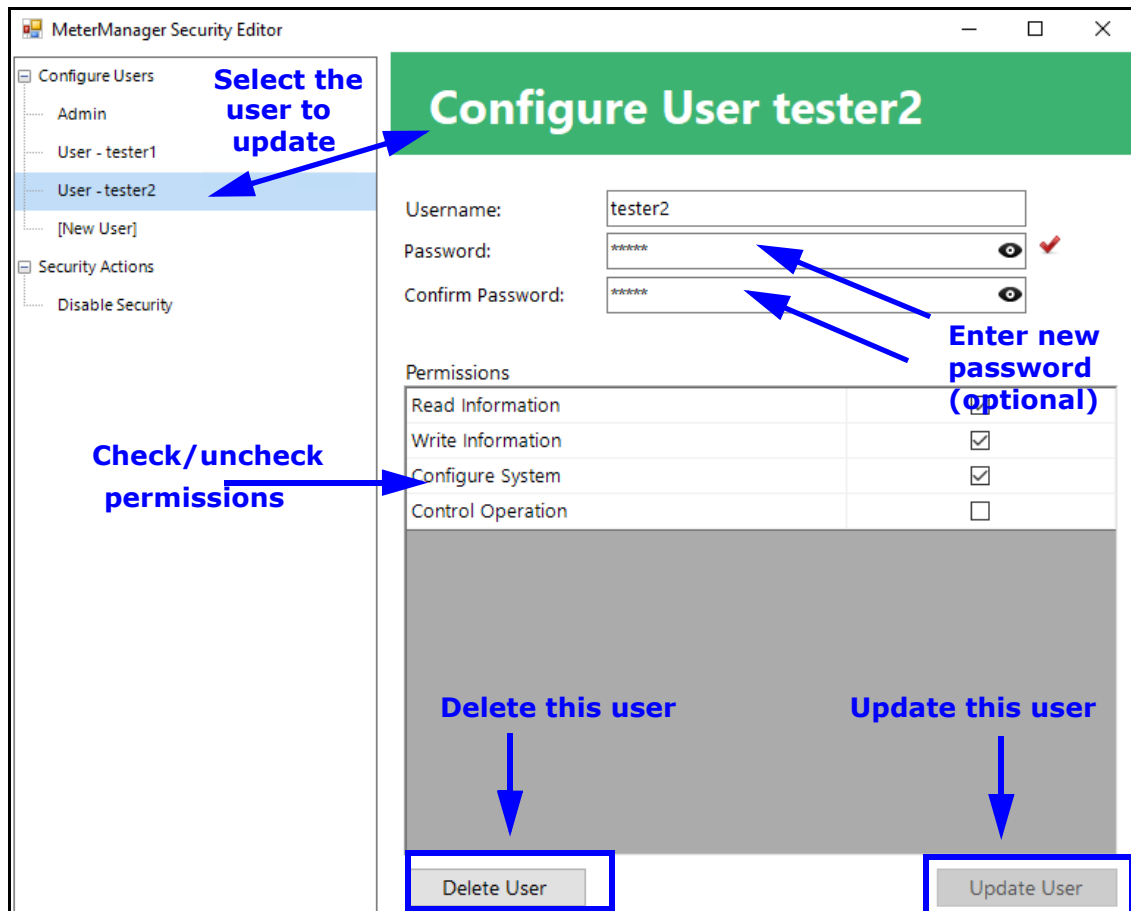 MeterManager Security Editor
Configure Users
Admin
User - tester1
User - tester2
[New User]
Security Actions
Disable Security
Select the
user to
update
Configure User tester2
Username:
tester2
Password:
*****
Confirm Password:
*****
Enter new
password
(optional)
Permissions
Read Information
Write Information
Configure System
Control Operation
Check/uncheck
permissions
Delete this user
Update this user
Delete User
Update User